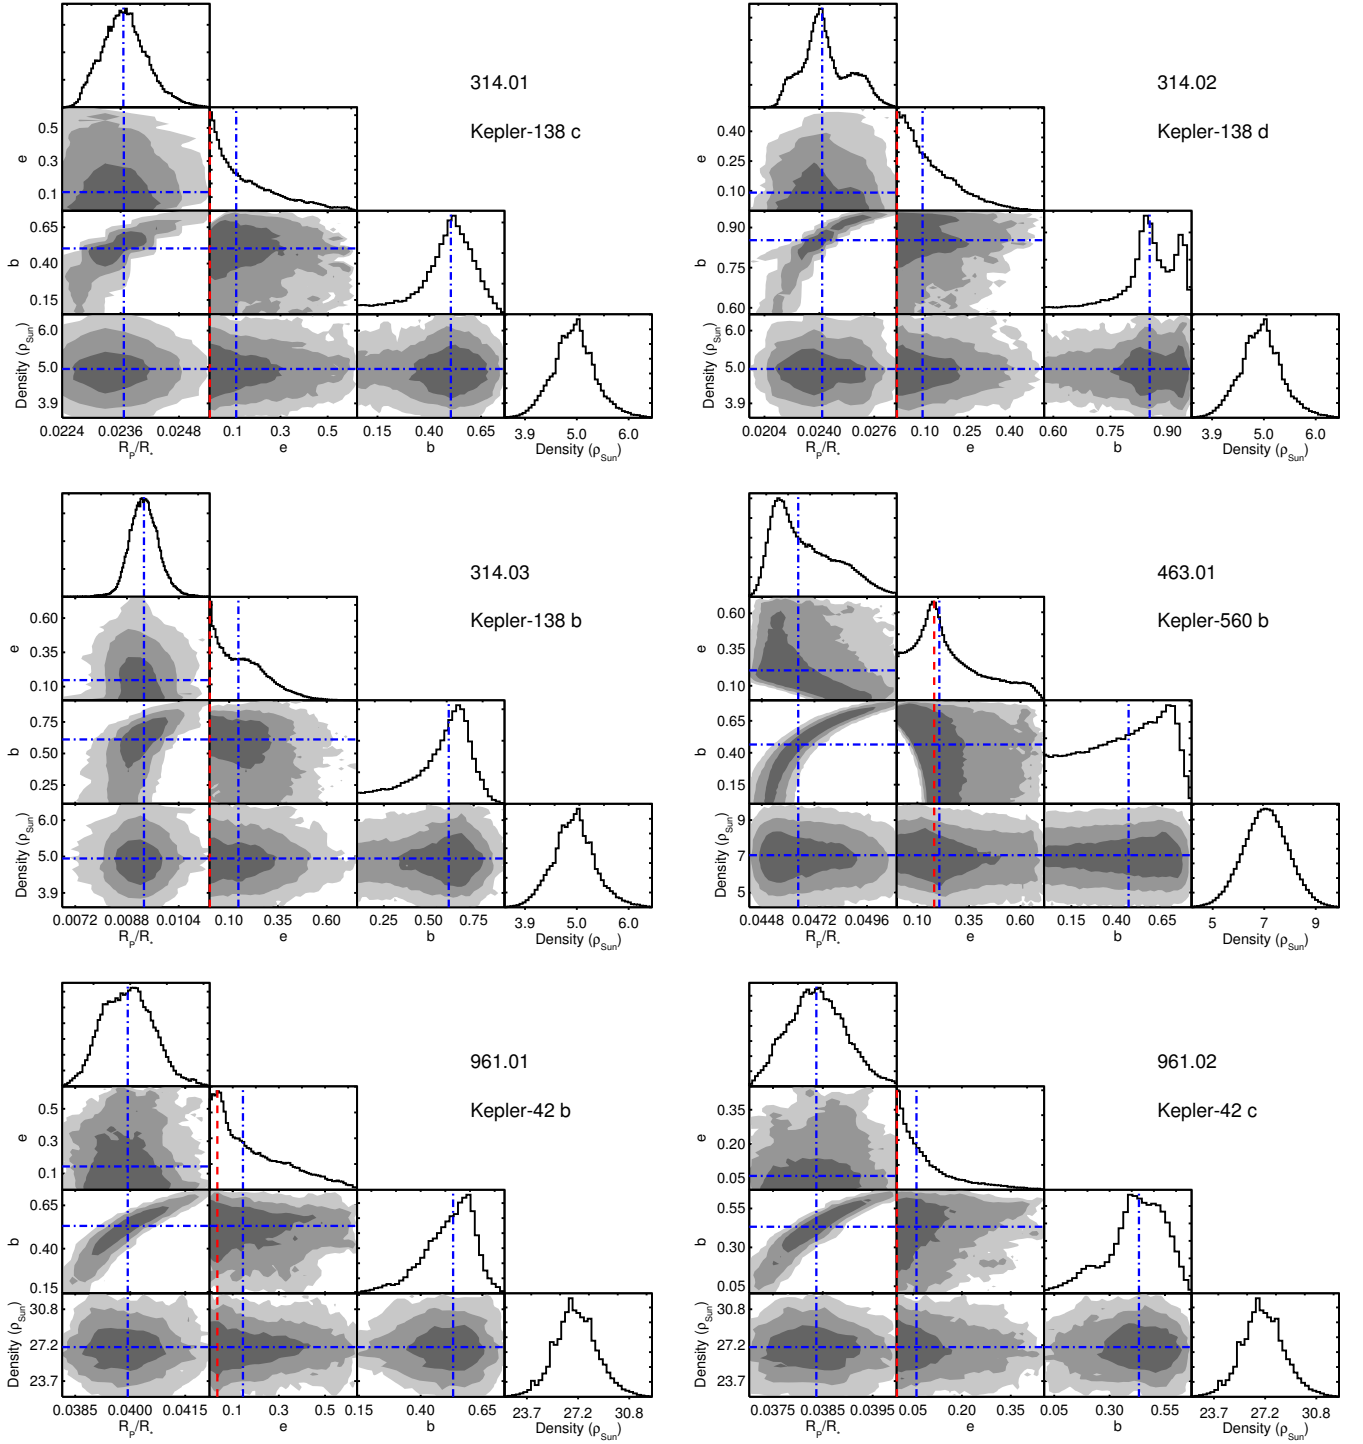 314.01
Kepler-138 c
e
0.5
0.3
0.1
b
0.65
0.40
0.15
Density (ρSun)
6.0
5.0
3.9
0.0224 0.0236 0.0248
0.1 0.3 0.5
0.15 0.40 0.65
3.9 5.0 6.0
RP/R* e b Density (ρSun)
314.02
Kepler-138 d
0.40
0.25
0.10
0.90
0.75
b
0.60
Density (ρSun)
6.0
5.0
3.9
0.0204 0.0240 0.0276
0.10 0.25 0.40
0.60 0.75 0.90
3.9 5.0 6.0
RP/R* e b Density (ρSun)
e
314.03
Kepler-138 b
e
0.60
0.35
0.10
b
0.75
0.50
0.25
Density (ρSun)
6.0
5.0
3.9
0.0072 0.0088 0.0104
0.10 0.35 0.60
0.25 0.50 0.75
3.9 5.0 6.0
RP/R* e b Density (ρSun)
463.01
Kepler-560 b
e
0.60
0.35
0.10
b
0.65
0.40
0.15
Density (ρSun)
9
7
5
0.0448 0.0472 0.0496
0.10 0.35 0.60
0.15 0.40 0.65
5 7 9
RP/R* e b Density (ρSun)
961.01
Kepler-42 b
e
0.5
0.3
0.1
b
0.65
0.40
0.15
Density (ρSun)
30.8
27.2
23.7
0.0385 0.0400 0.0415
0.1 0.3 0.5
0.15 0.40 0.65
23.7 27.2 30.8
RP/R* e b Density (ρSun)
961.02
Kepler-42 c
e
0.35
0.20
0.05
b
0.55
0.30
0.05
Density (ρSun)
30.8
27.2
23.7
0.0375 0.0385 0.0395
0.05 0.20 0.35
0.05 0.30 0.55
23.7 27.2 30.8
RP/R* e b Density (ρSun)